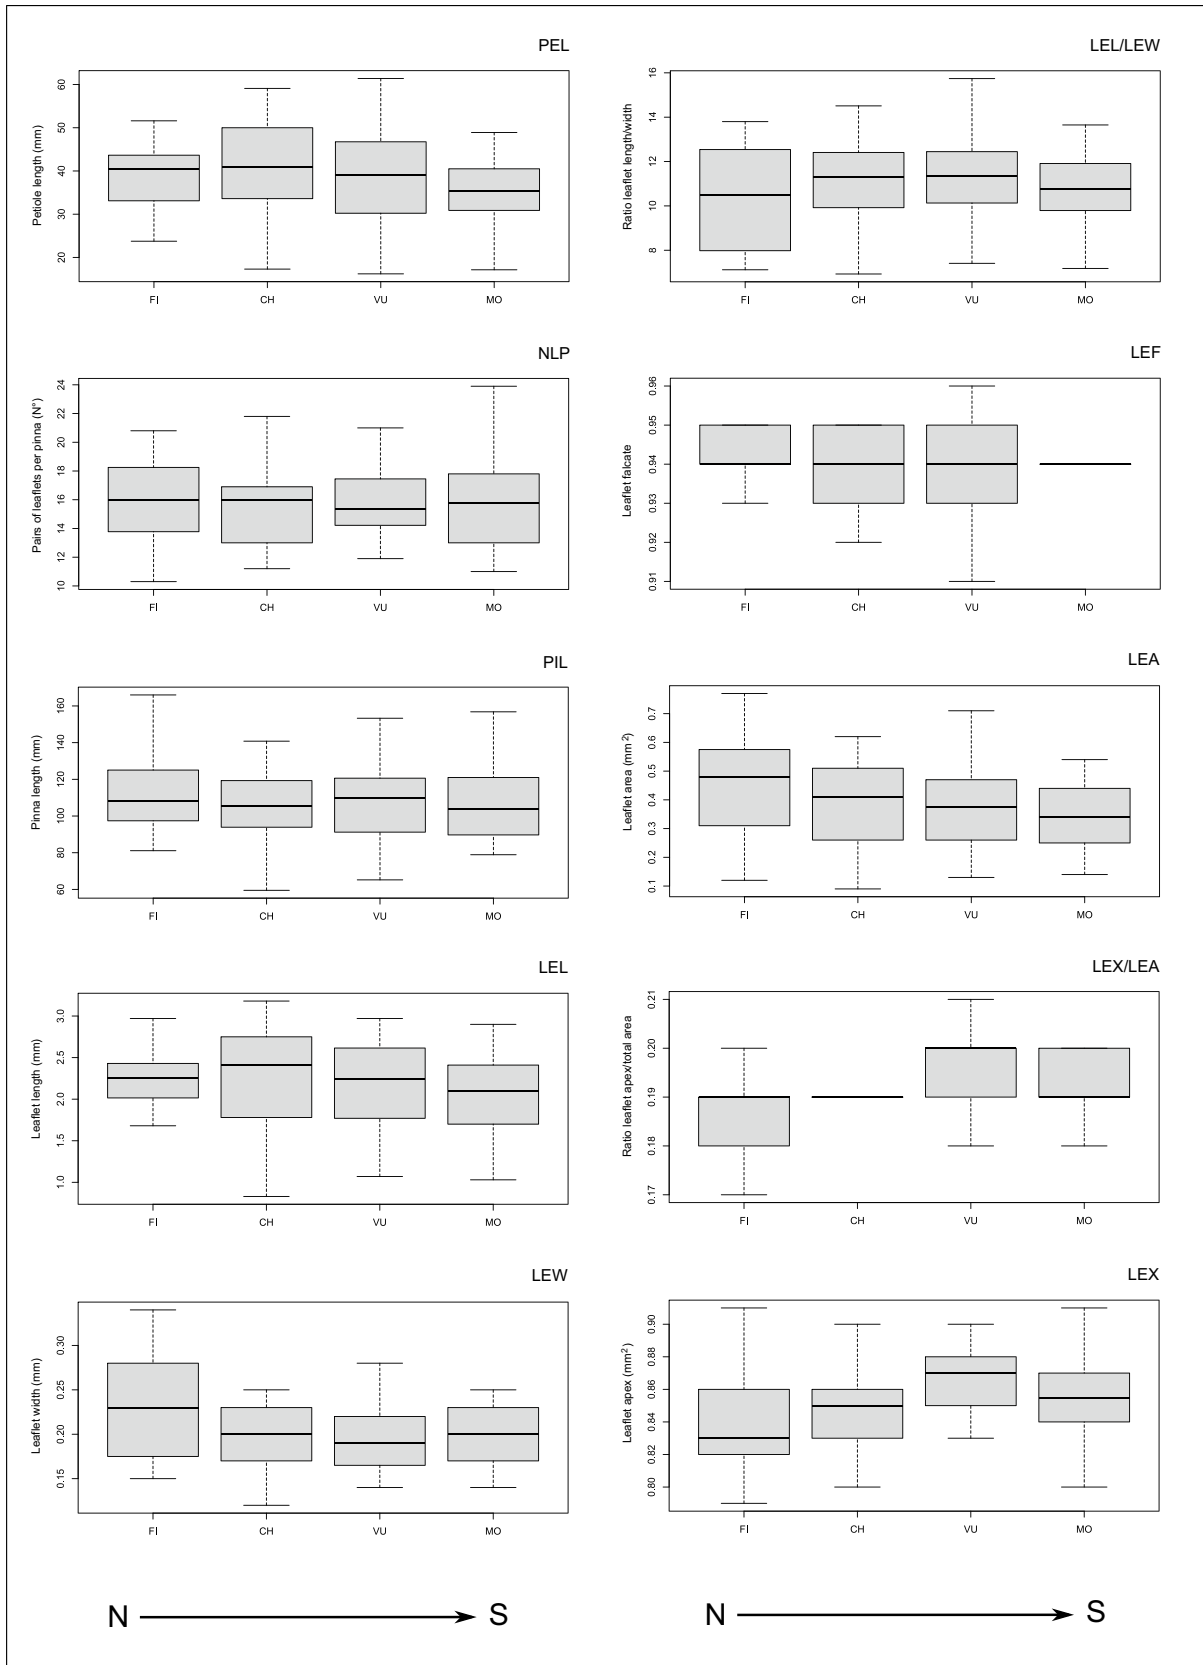 PEL
Petiole length (mm)
60
50
40
30
20
FI CH VU MO
LEL/LEW
Ratio leaflet length/width
16
14
12
10
8
FI CH VU MO
NLP
Pairs of leaflets per pinna (N°)
24
22
20
18
16
14
12
10
FI CH VU MO
LEF
Leaflet falcate
0.96
0.95
0.94
0.93
0.92
0.91
FI CH VU MO
PIL
Pinna length (mm)
160
140
120
100
80
60
FI CH VU MO
LEA
Leaflet area (mm²)
0.7
0.6
0.5
0.4
0.3
0.2
0.1
FI CH VU MO
LEL
Leaflet length (mm)
3.0
2.5
2.0
1.5
1.0
FI CH VU MO
LEX/LEA
Ratio leaflet apex/total area
0.21
0.20
0.19
0.18
0.17
FI CH VU MO
LEW
Leaflet width (mm)
0.30
0.25
0.20
0.15
FI CH VU MO
LEX
Leaflet apex (mm²)
0.90
0.88
0.86
0.84
0.82
0.80
FI CH VU MO
N S
N S